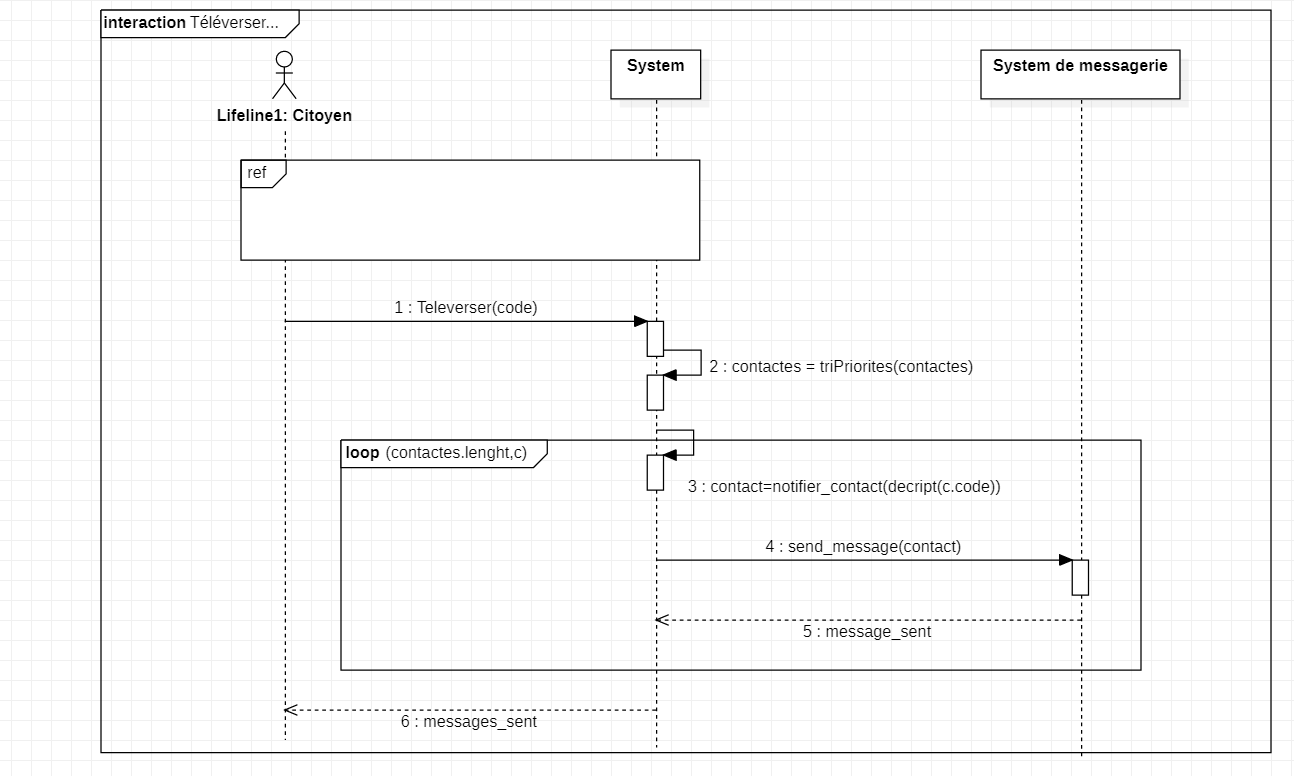 interaction Téléverser...
System
System de messagerie
Lifeline1: Citoyen
ref
1 : Televerser(code)
2 : contactes = triPriorites(contactes)
loop (contactes.lenght,c)
3 : contact=notifier_contact(decript(c.code))
4 : send_message(contact)
5 : message_sent
6 : messages_sent